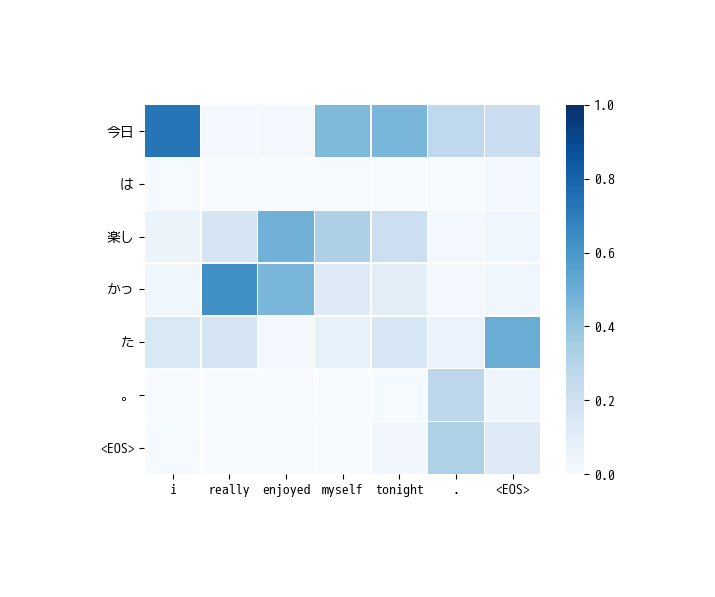 今日
は
楽し
かっ
た
。
<EOS>
i really enjoyed myself tonight . <EOS>
1.0
0.8
0.6
0.4
0.2
0.0